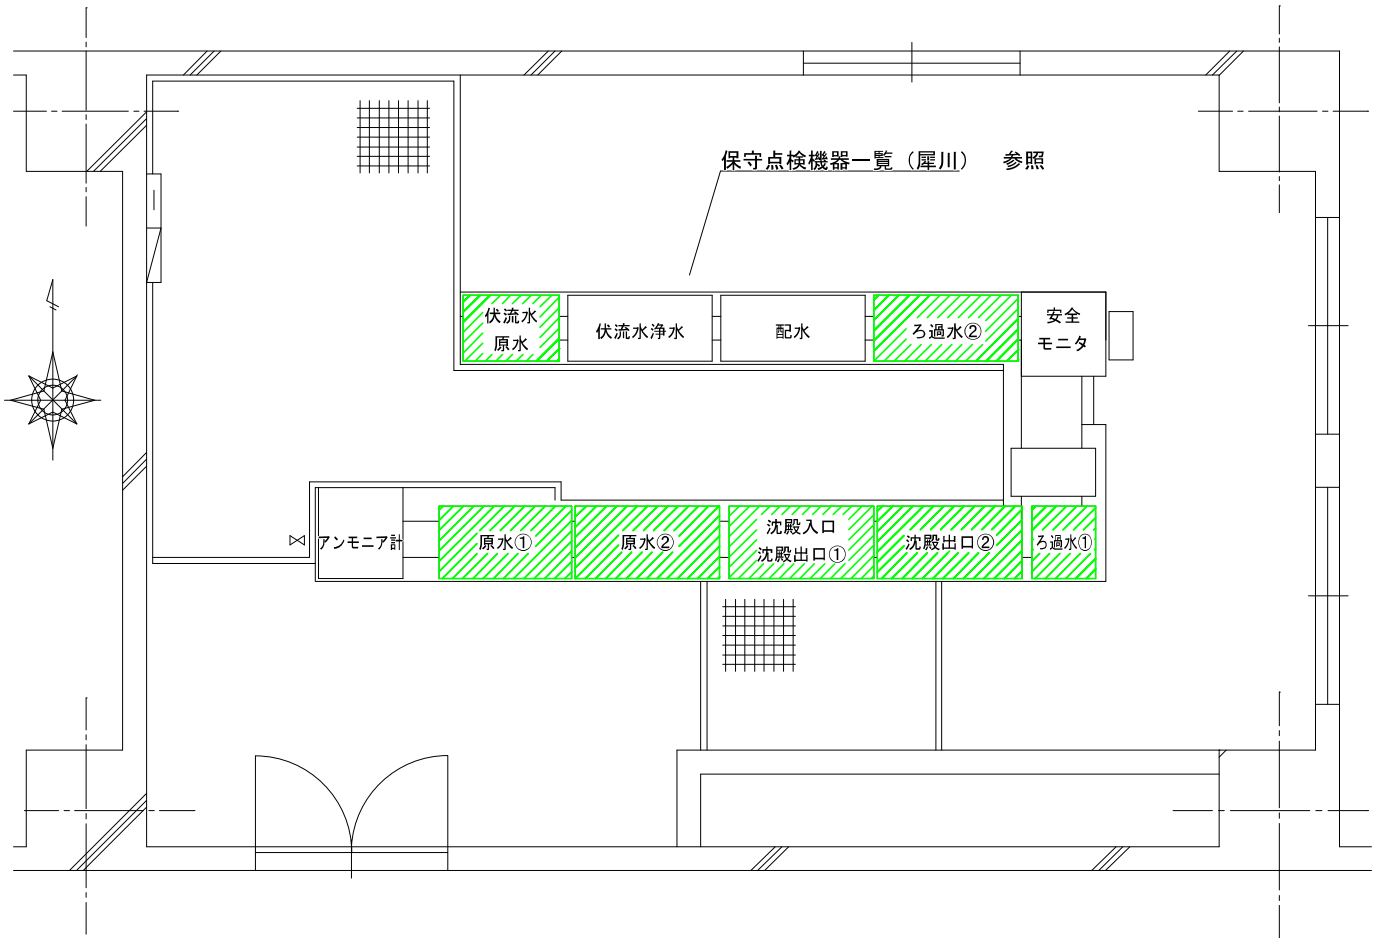 保守点検機器一覧（犀川）　参照
伏流水
原水
伏流水浄水
配水
ろ過水②
安全
モニタ
アンモニア計
原水①
原水②
沈殿入口
沈殿出口①
沈殿出口②
ろ過水①